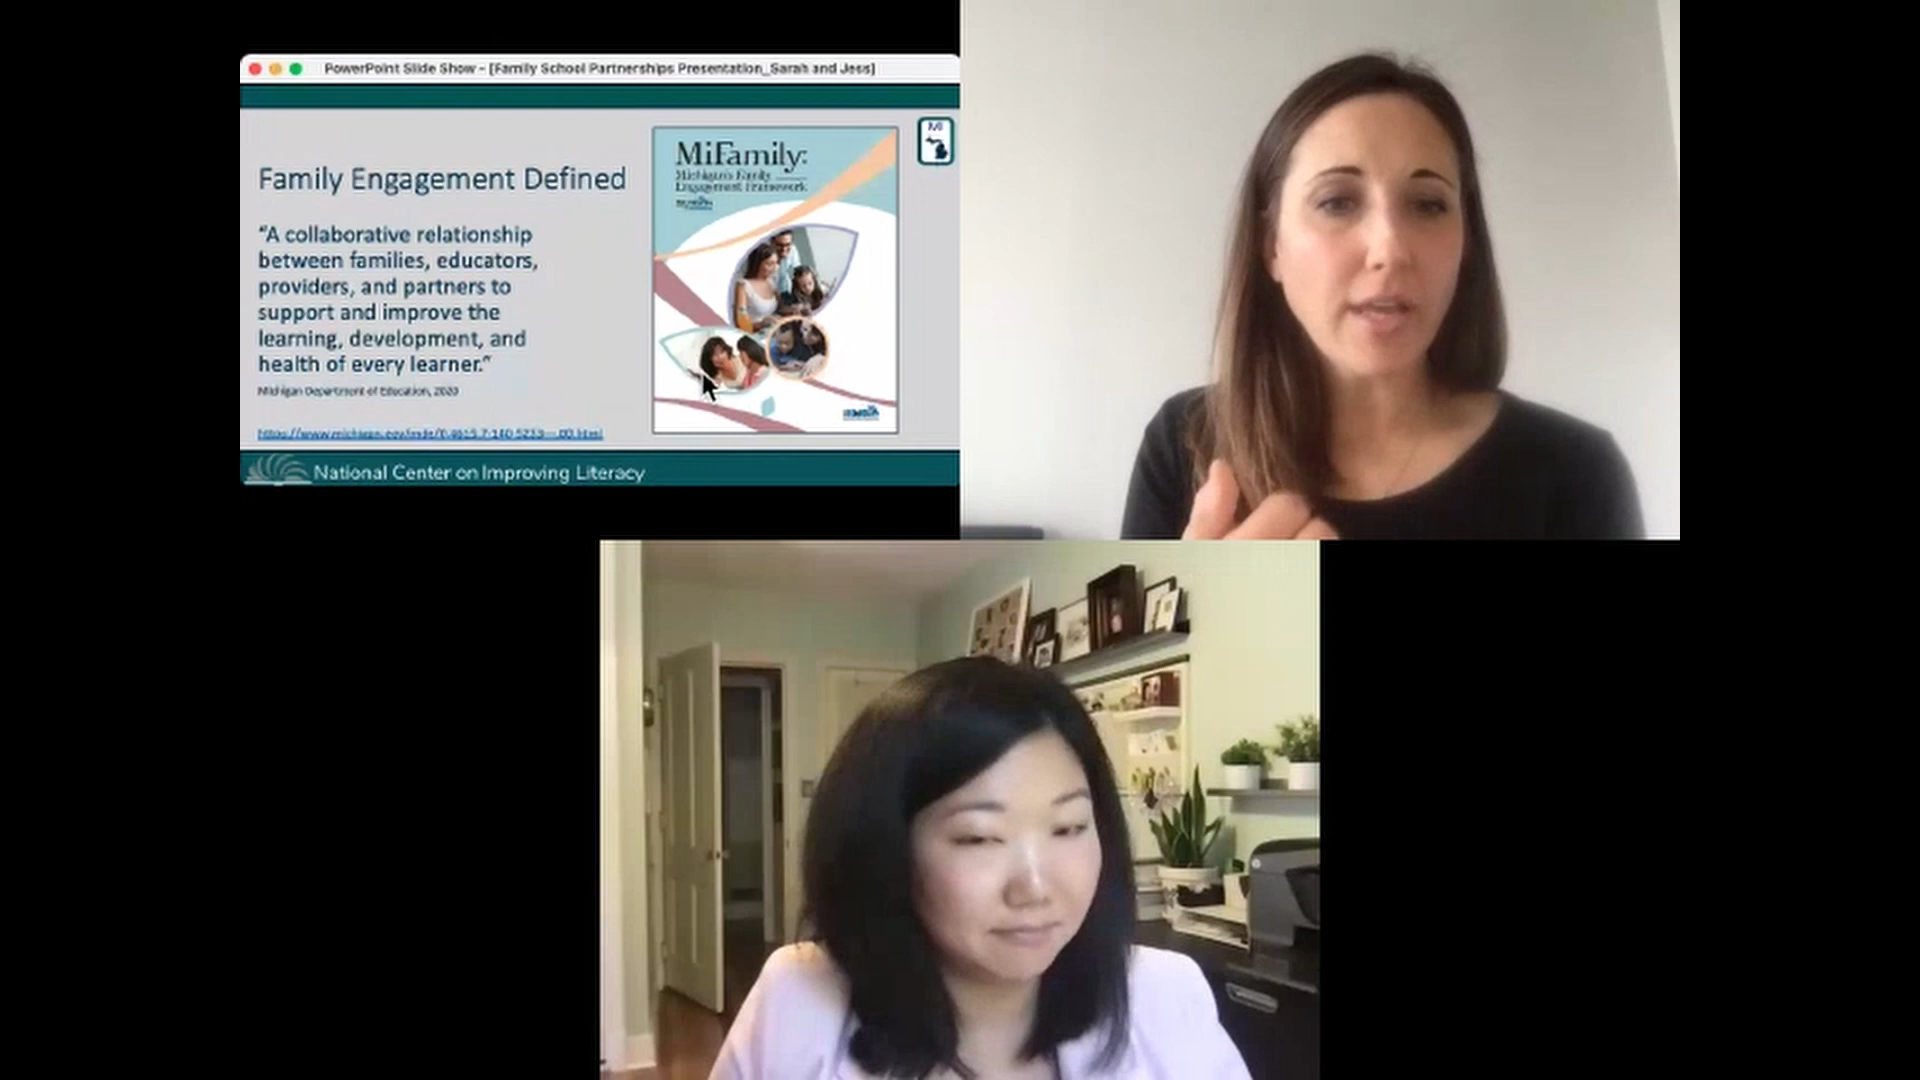 PowerPoint Slide Show - [Family School Partnerships Presentation_Sarah and Jess]
MI
Family Engagement Defined
“A collaborative relationship
between families, educators,
providers, and partners to
support and improve the
learning, development, and
health of every learner.”
Michigan Department of Education, 2020
MiFamily:
Michigan's Family
Engagement Framework
National Center on Improving Literacy